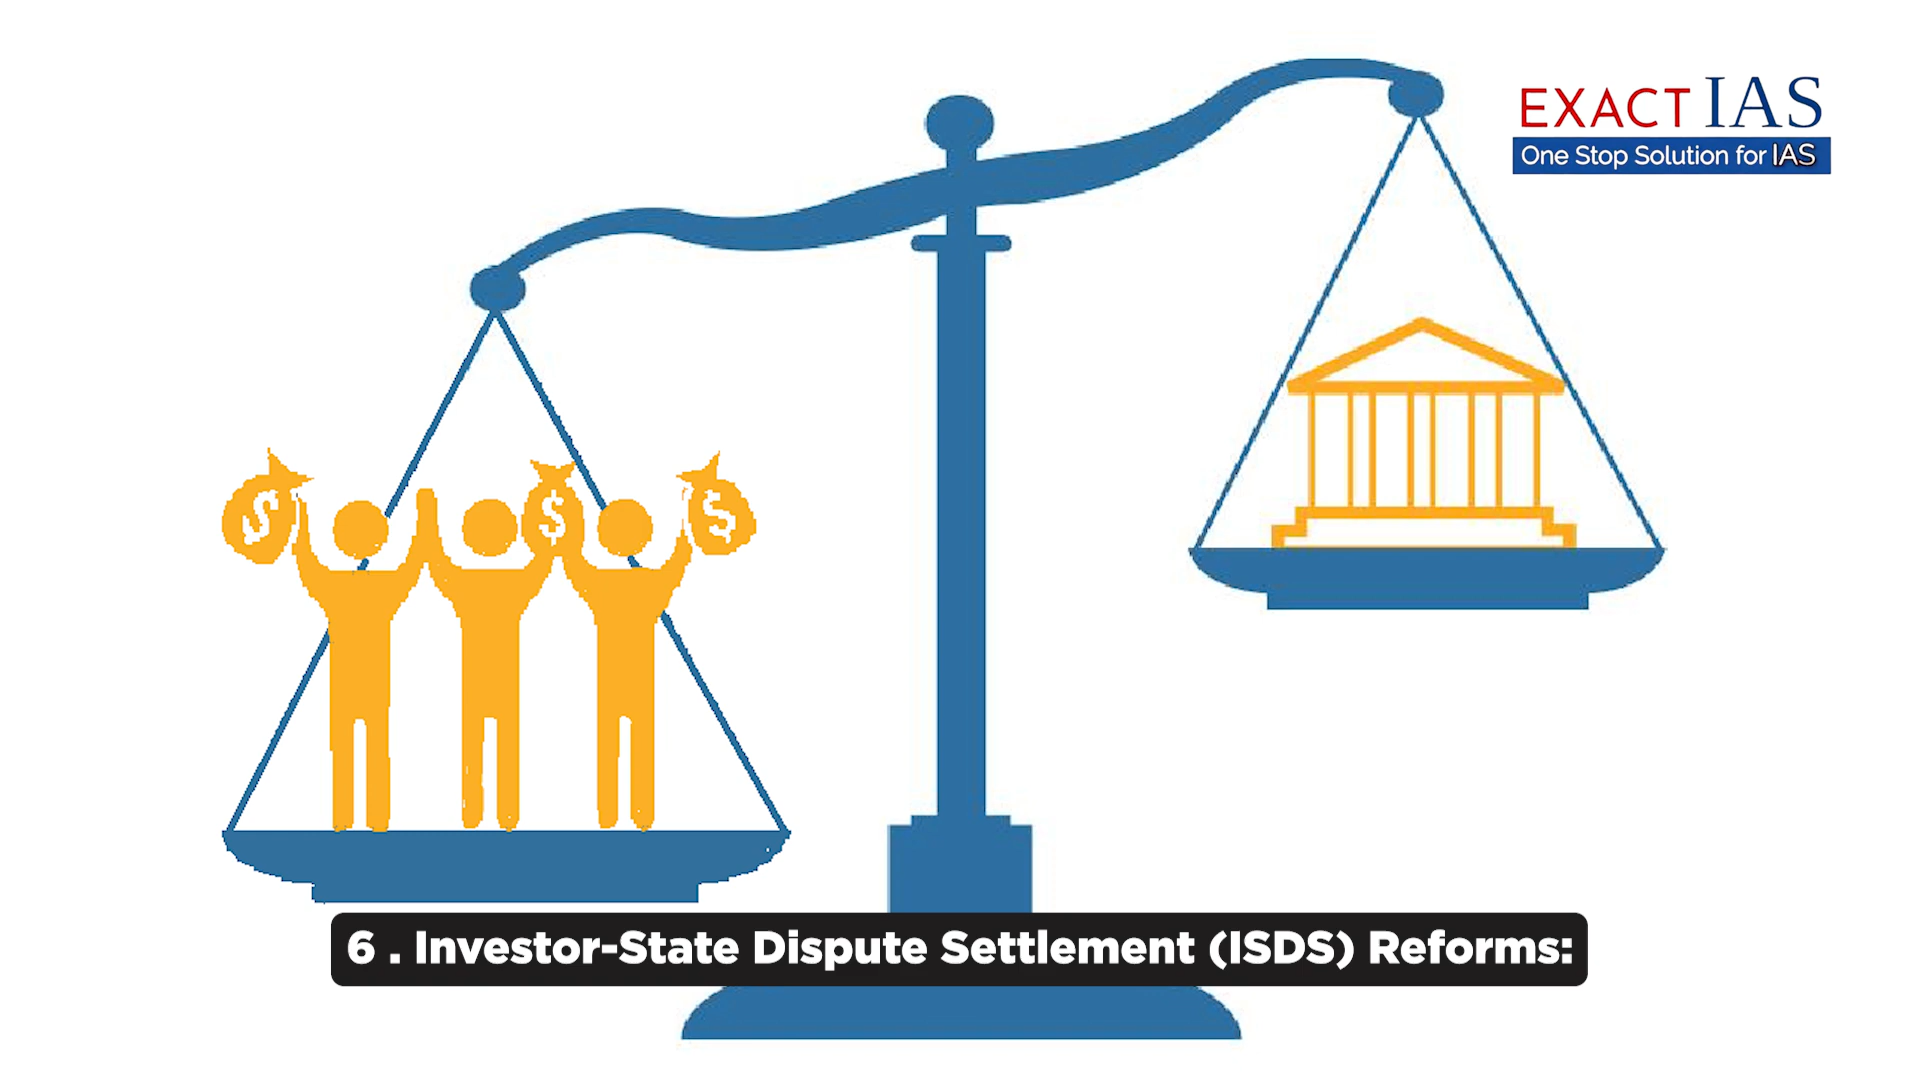 EXACT IAS
One Stop Solution for IAS
$
$
$
6 . Investor-State Dispute Settlement (ISDS) Reforms: